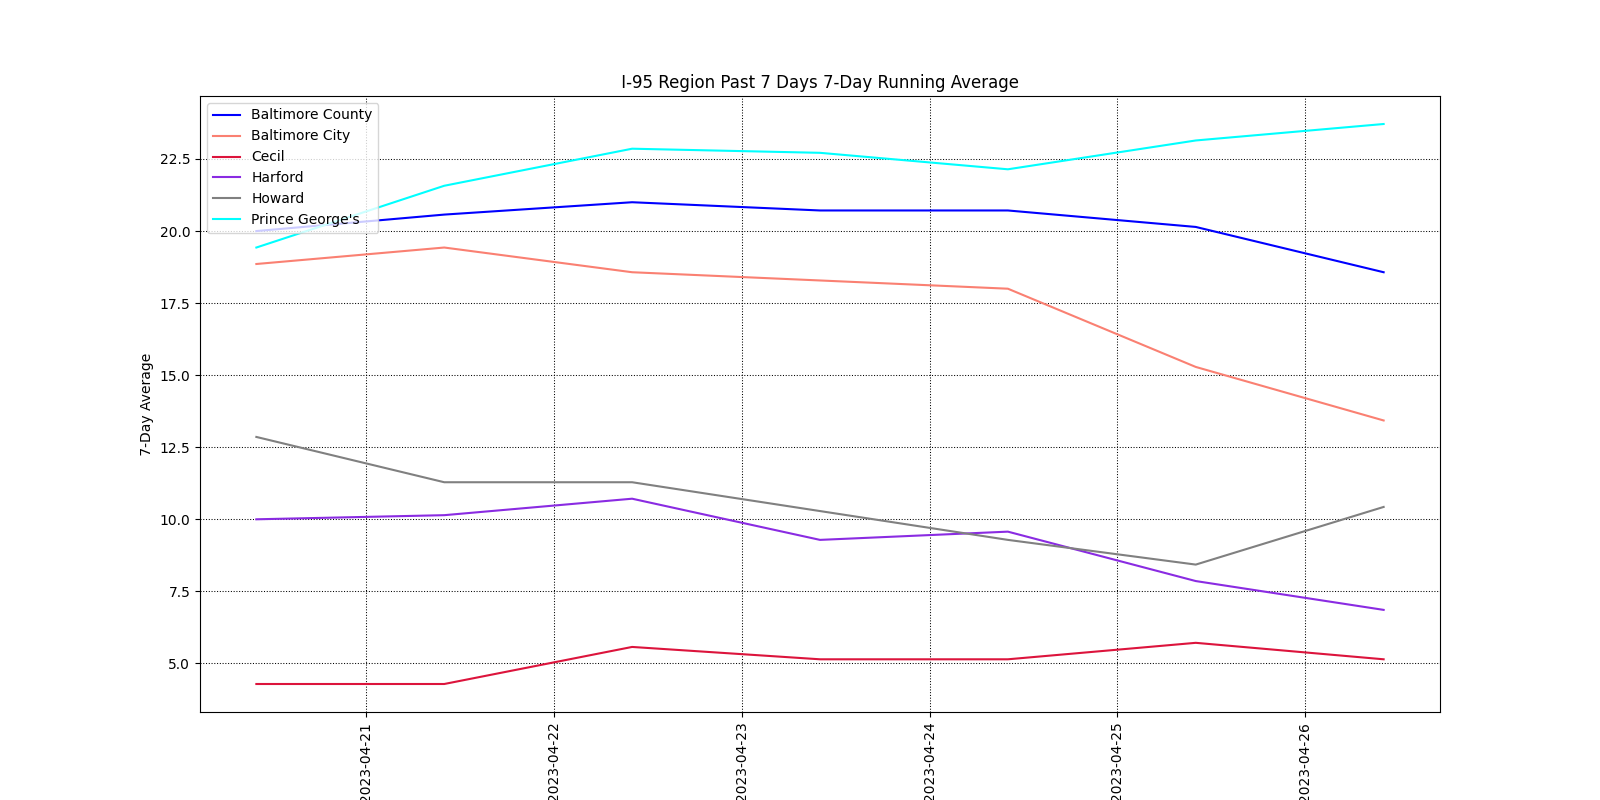 I-95 Region Past 7 Days 7-Day Running Average
Baltimore County
Baltimore City
Cecil
Harford
Howard
Prince George's
7-Day Average
22.5
20.0
17.5
15.0
12.5
10.0
7.5
5.0
2023-04-21
2023-04-22
2023-04-23
2023-04-24
2023-04-25
2023-04-26